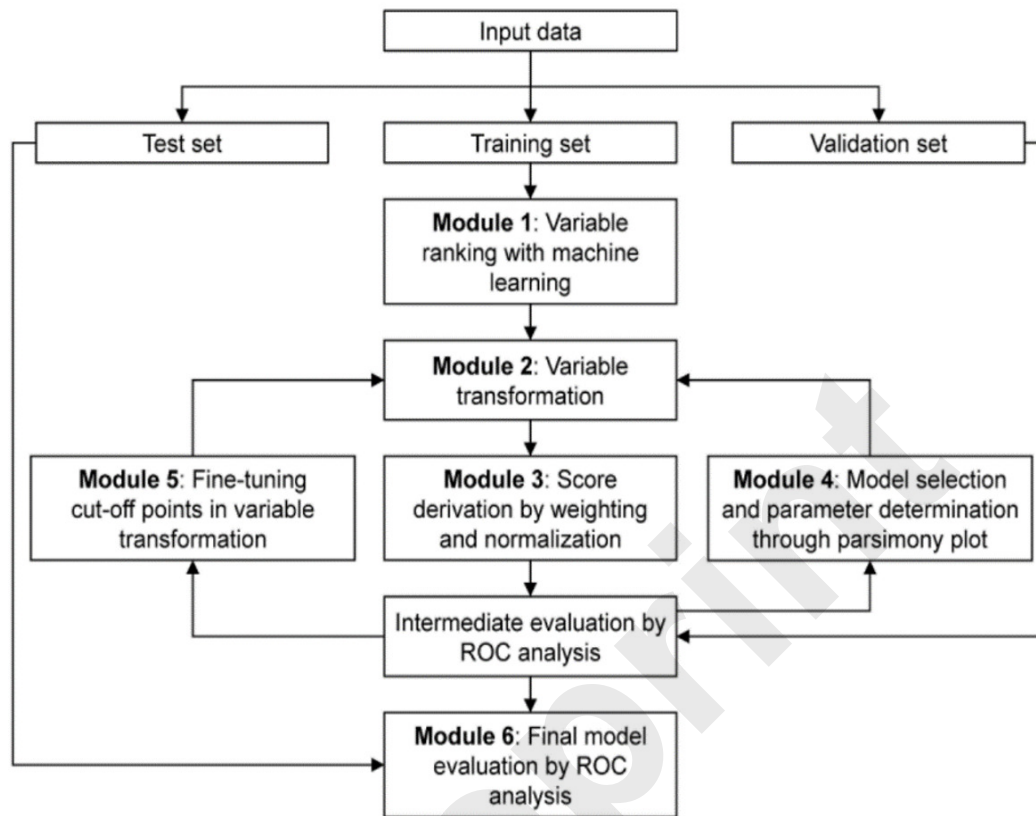 Input data
Test set
Training set
Validation set
Module 1: Variable
ranking with machine
learning
Module 2: Variable
transformation
Module 5: Fine-tuning
cut-off points in variable
transformation
Module 3: Score
derivation by weighting
and normalization
Module 4: Model selection
and parameter determination
through parsimony plot
Intermediate evaluation by
ROC analysis
Module 6: Final model
evaluation by ROC
analysis
print